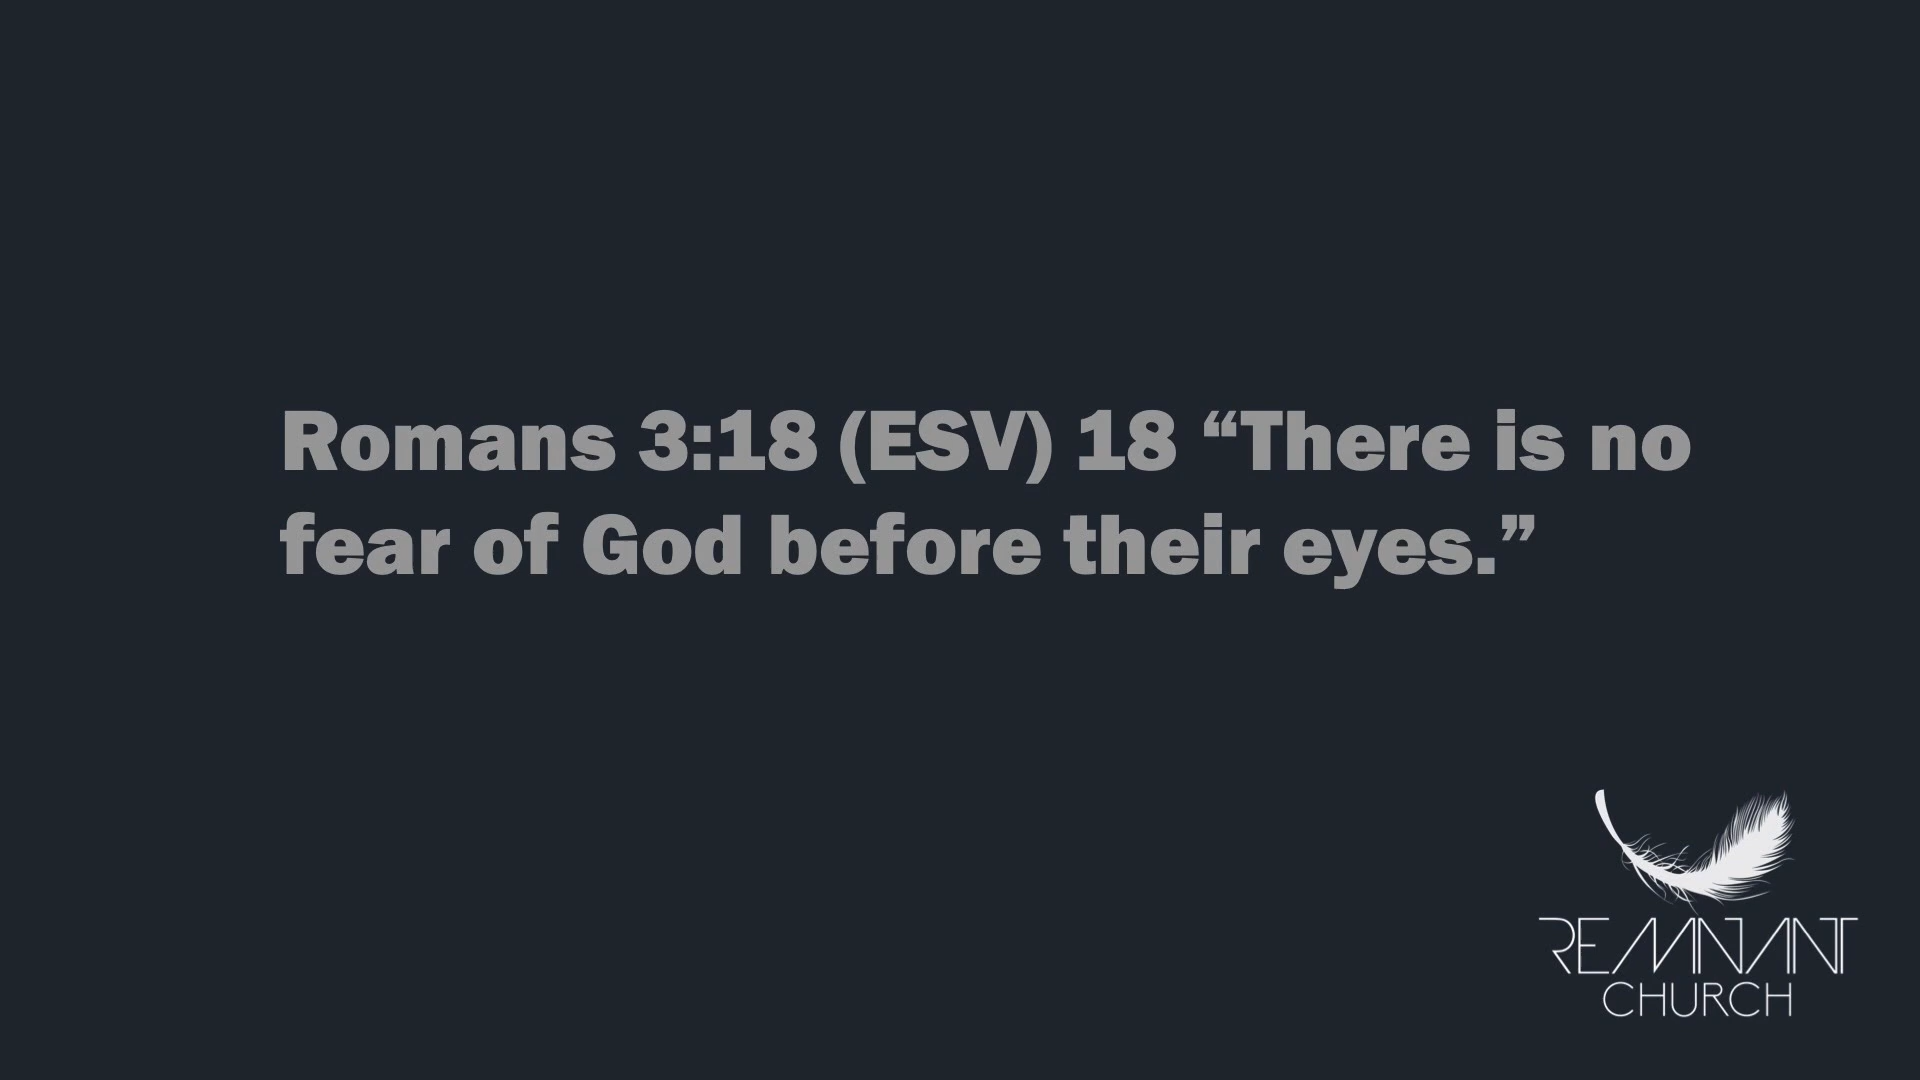 Romans 3:18 (ESV) 18 “There is no
fear of God before their eyes.”
REMNANT
CHURCH